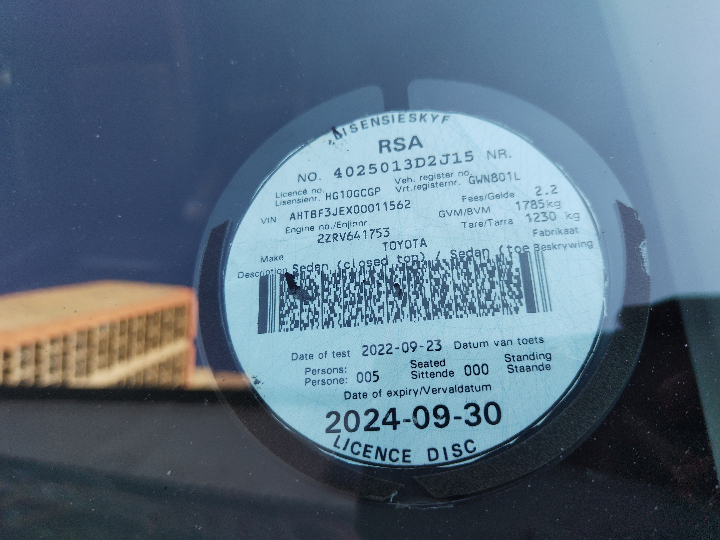 LISENSIESKYF
RSA
NO. 4025013D2J15 NR.
Licence no. Lisensienr. HG10GCGP Veh. register no. Vrt.registernr. GWN801L
VIN AHTBF3JEX00011562 Fees/Gelde 2.2
Engine no./Enjinnr 2ZRV641753 GVM/BVM 1785kg
Tare/Tarra 1230 kg
Make TOYOTA Fabrikaat
Description Sedan (closed top) / Sedan (toe Beskrywing
Date of test 2022-09-23 Datum van toets
Persons: Persone: 005 Seated Sittende 000 Standing Staande
Date of expiry/Vervaldatum
2024-09-30
LICENCE DISC